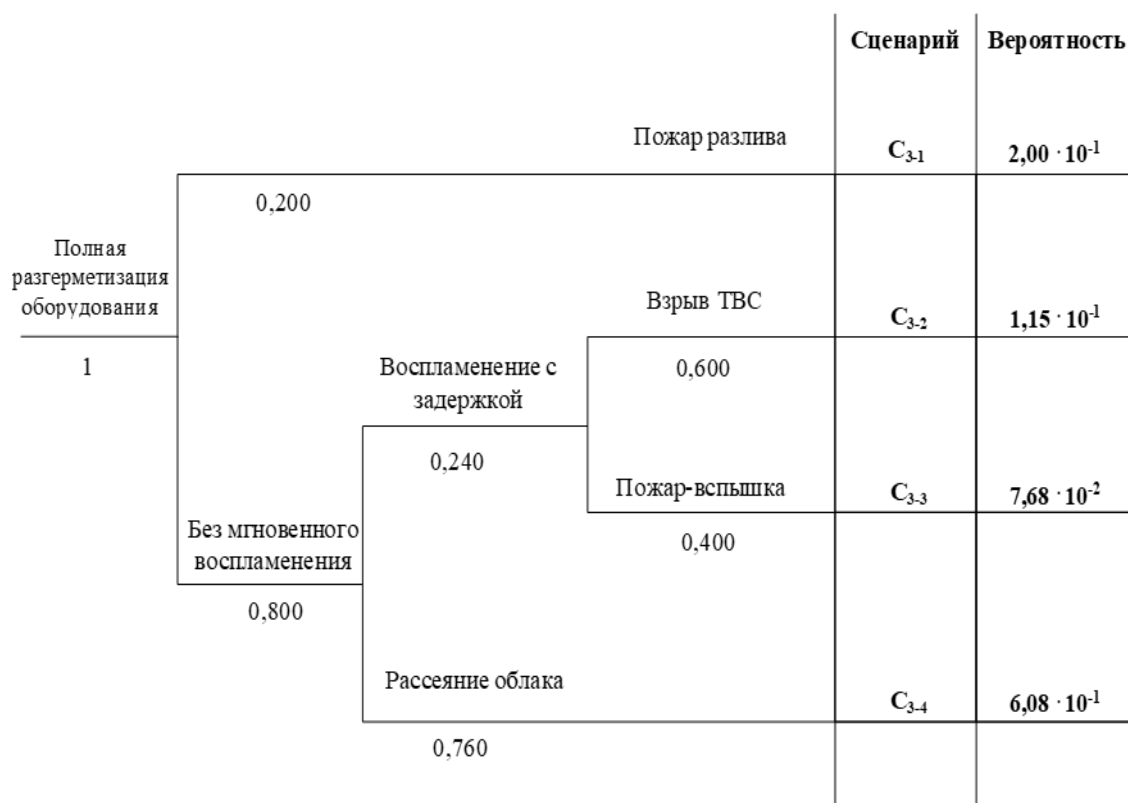 Сценарий Вероятность
Пожар разлива C3-1 2,00 · 10-1
0,200
Полная
разгерметизация
оборудования
1
Взрыв ТВС C3-2 1,15 · 10-1
0,600
Воспламенение с
задержкой
0,240
Пожар-вспышка C3-3 7,68 · 10-2
0,400
Без мгновенного
воспламенения
0,800
Рассеяние облака C3-4 6,08 · 10-1
0,760